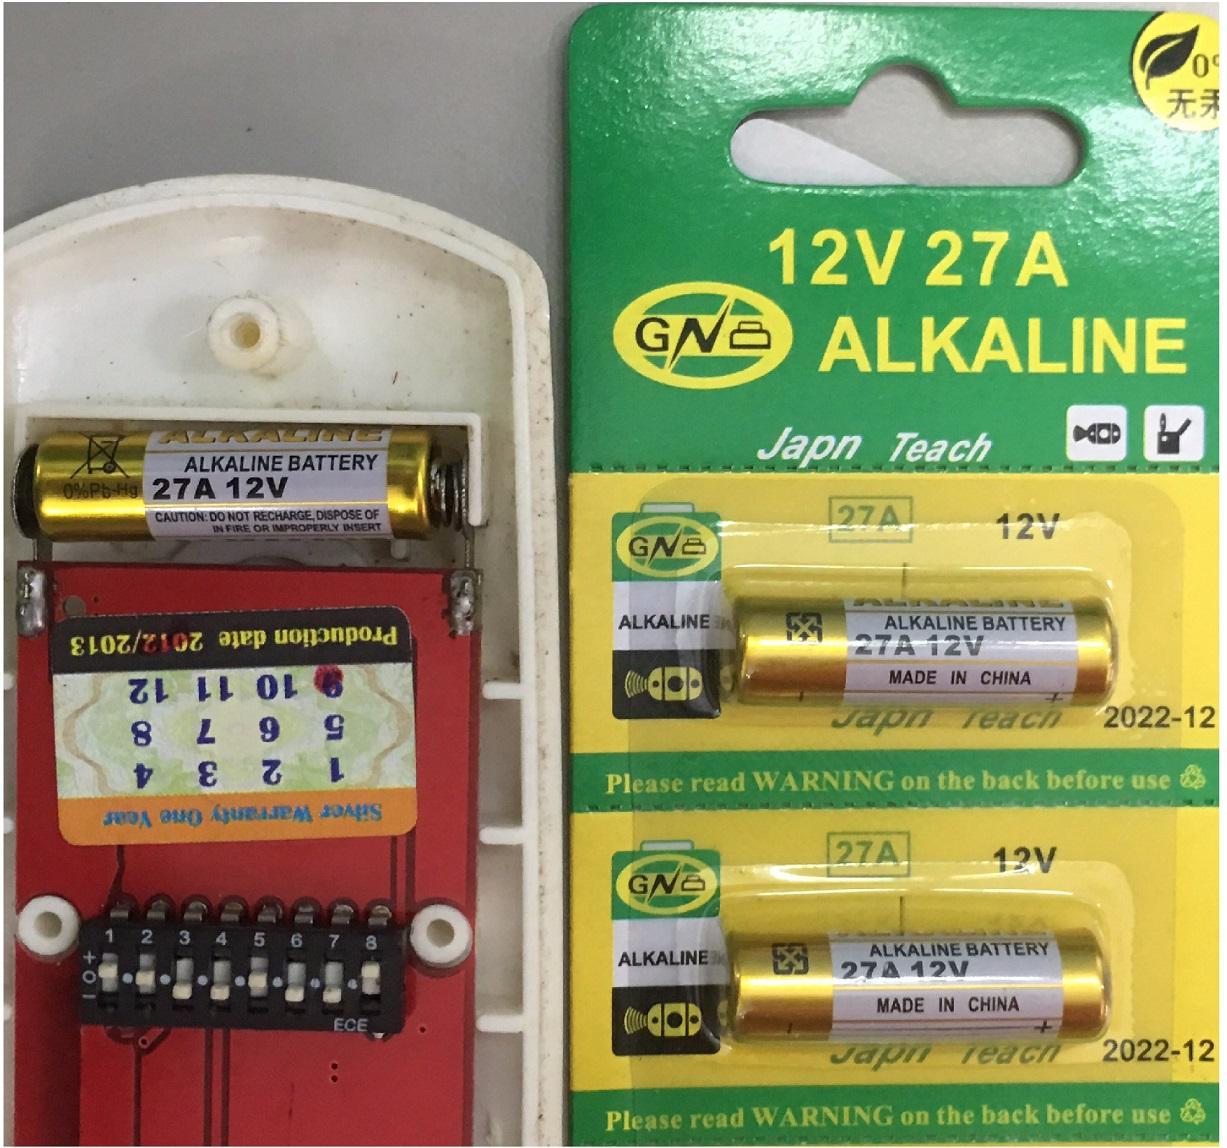 ALKALINE
ALKALINE BATTERY
27A 12V
0%Pb-Hg
CAUTION: DO NOT RECHARGE, DISPOSE OF
IN FIRE OR IMPROPERLY INSERT
Silver Warranty One Year
1 2 3 4
5 6 7 8
9 10 11 12
Production date 2012/2013
1 2 3 4 5 6 7 8
+
O
-
ECE
12V 27A
GN
ALKALINE
Japn Teach
27A 12V
GN
ALKALINE
ALKALINE
ALKALINE BATTERY
27A 12V
MADE IN CHINA
- +
Japn Teach
2022-12
Please read WARNING on the back before use
27A 12V
GN
ALKALINE
ALKALINE BATTERY
27A 12V
MADE IN CHINA
- +
Japn Teach
2022-12
Please read WARNING on the back before use